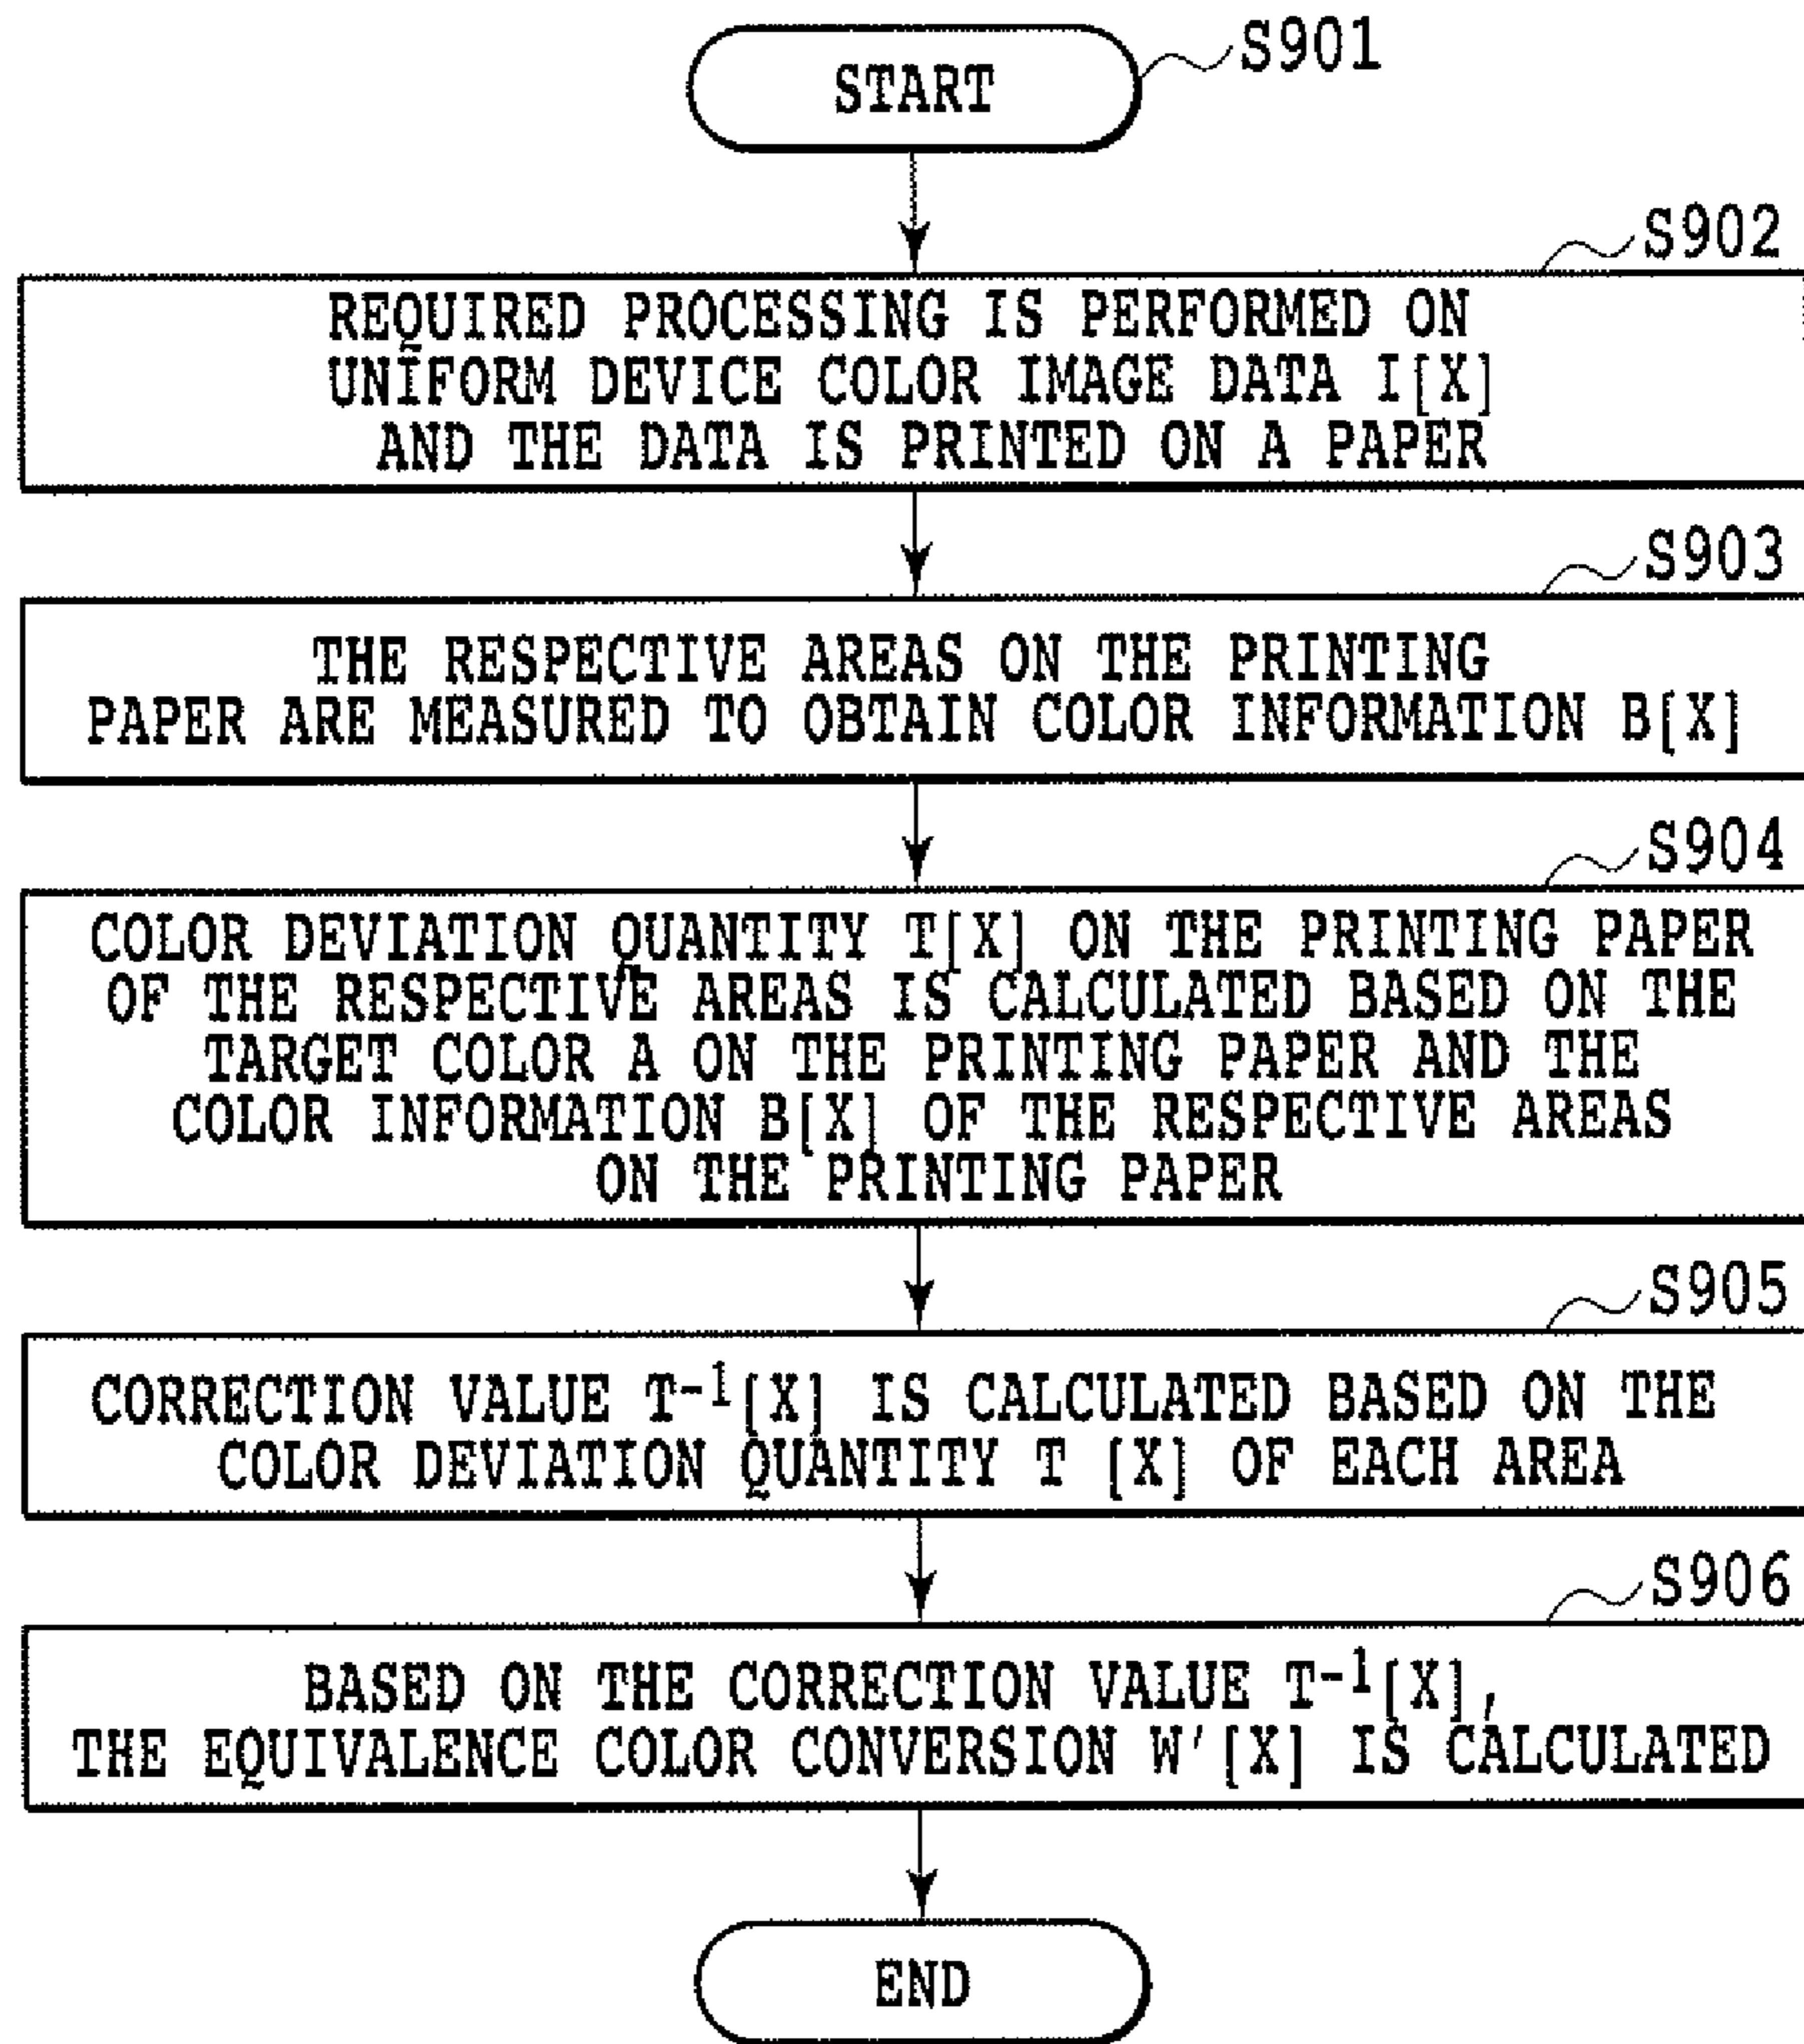 START
S901
S902
REQUIRED PROCESSING IS PERFORMED ON
UNIFORM DEVICE COLOR IMAGE DATA I[X]
AND THE DATA IS PRINTED ON A PAPER
S903
THE RESPECTIVE AREAS ON THE PRINTING
PAPER ARE MEASURED TO OBTAIN COLOR INFORMATION B[X]
S904
COLOR DEVIATION QUANTITY T[X] ON THE PRINTING PAPER
OF THE RESPECTIVE AREAS IS CALCULATED BASED ON THE
TARGET COLOR A ON THE PRINTING PAPER AND THE
COLOR INFORMATION B[X] OF THE RESPECTIVE AREAS
ON THE PRINTING PAPER
S905
CORRECTION VALUE T⁻¹[X] IS CALCULATED BASED ON THE
COLOR DEVIATION QUANTITY T [X] OF EACH AREA
S906
BASED ON THE CORRECTION VALUE T⁻¹[X],
THE EQUIVALENCE COLOR CONVERSION W'[X] IS CALCULATED
END